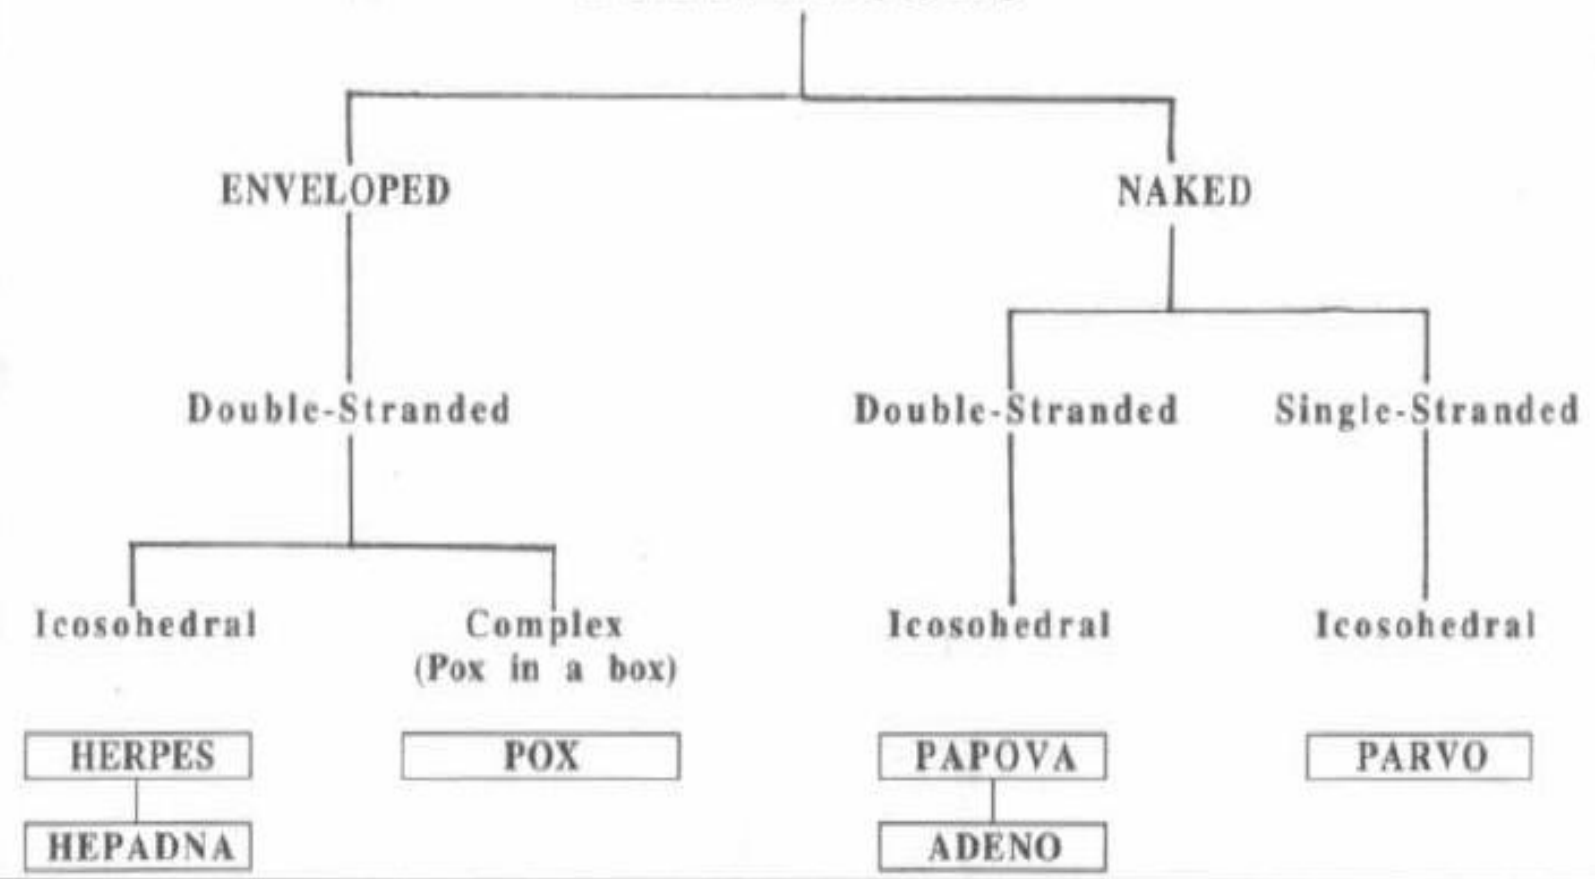 ENVELOPED
NAKED
Double-Stranded
Double-Stranded
Single-Stranded
Icosohedral
Complex
(Pox in a box)
Icosohedral
Icosohedral
HERPES
POX
PAPOVA
PARVO
HEPADNA
ADENO